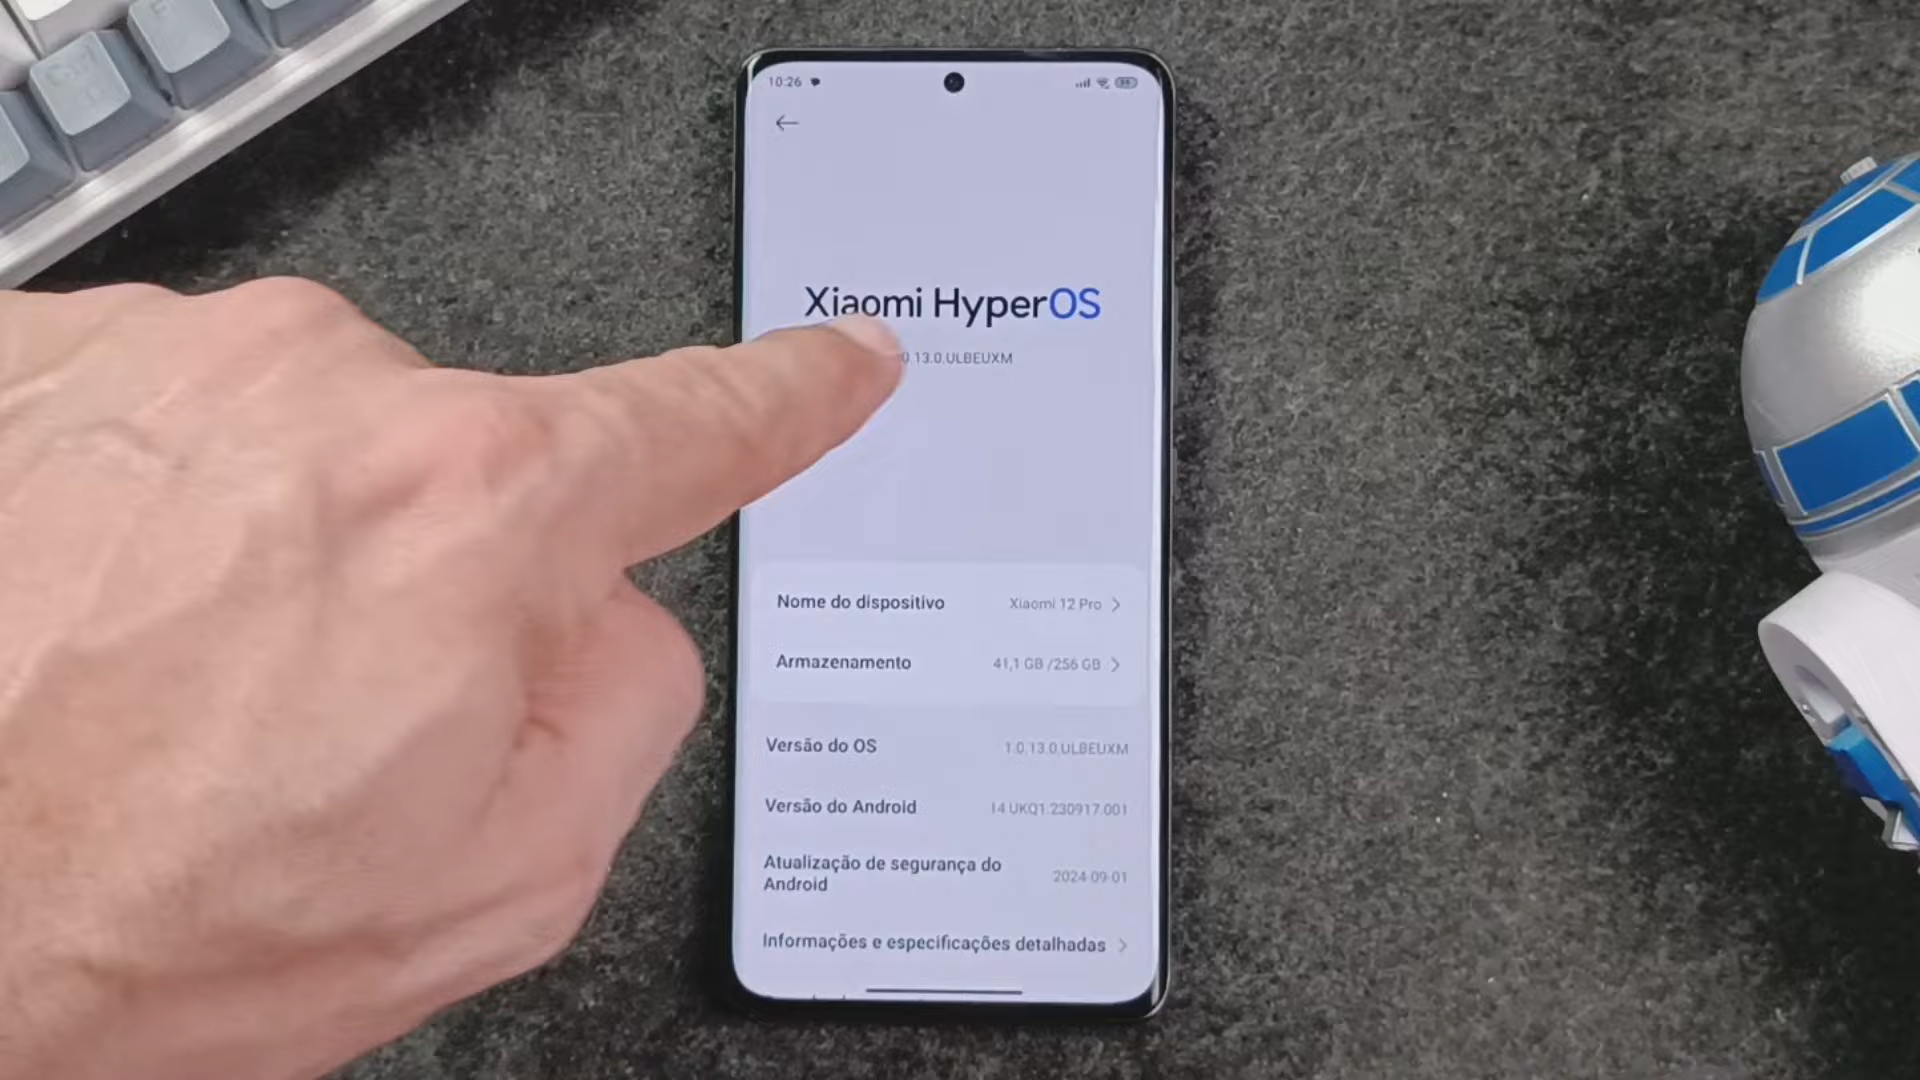 10:26
Xiaomi HyperOS
0.13.0.ULBEUXM
Nome do dispositivo Xiaomi 12 Pro
Armazenamento 41,1 GB /256 GB
Versão do OS 1.0.13.0.ULBEUXM
Versão do Android 14 UKQ1.230917.001
Atualização de segurança do
Android 2024-09-01
Informações e especificações detalhadas